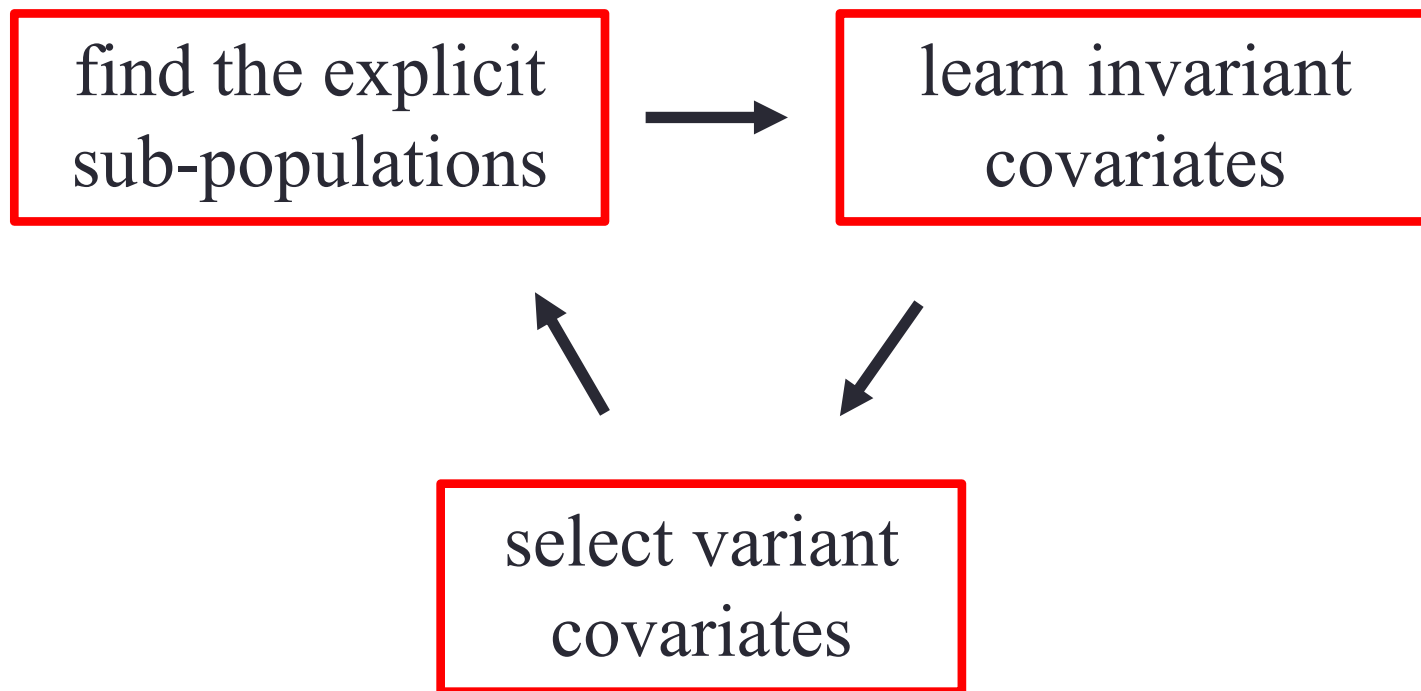 find the explicit
sub-populations
learn invariant
covariates
select variant
covariates